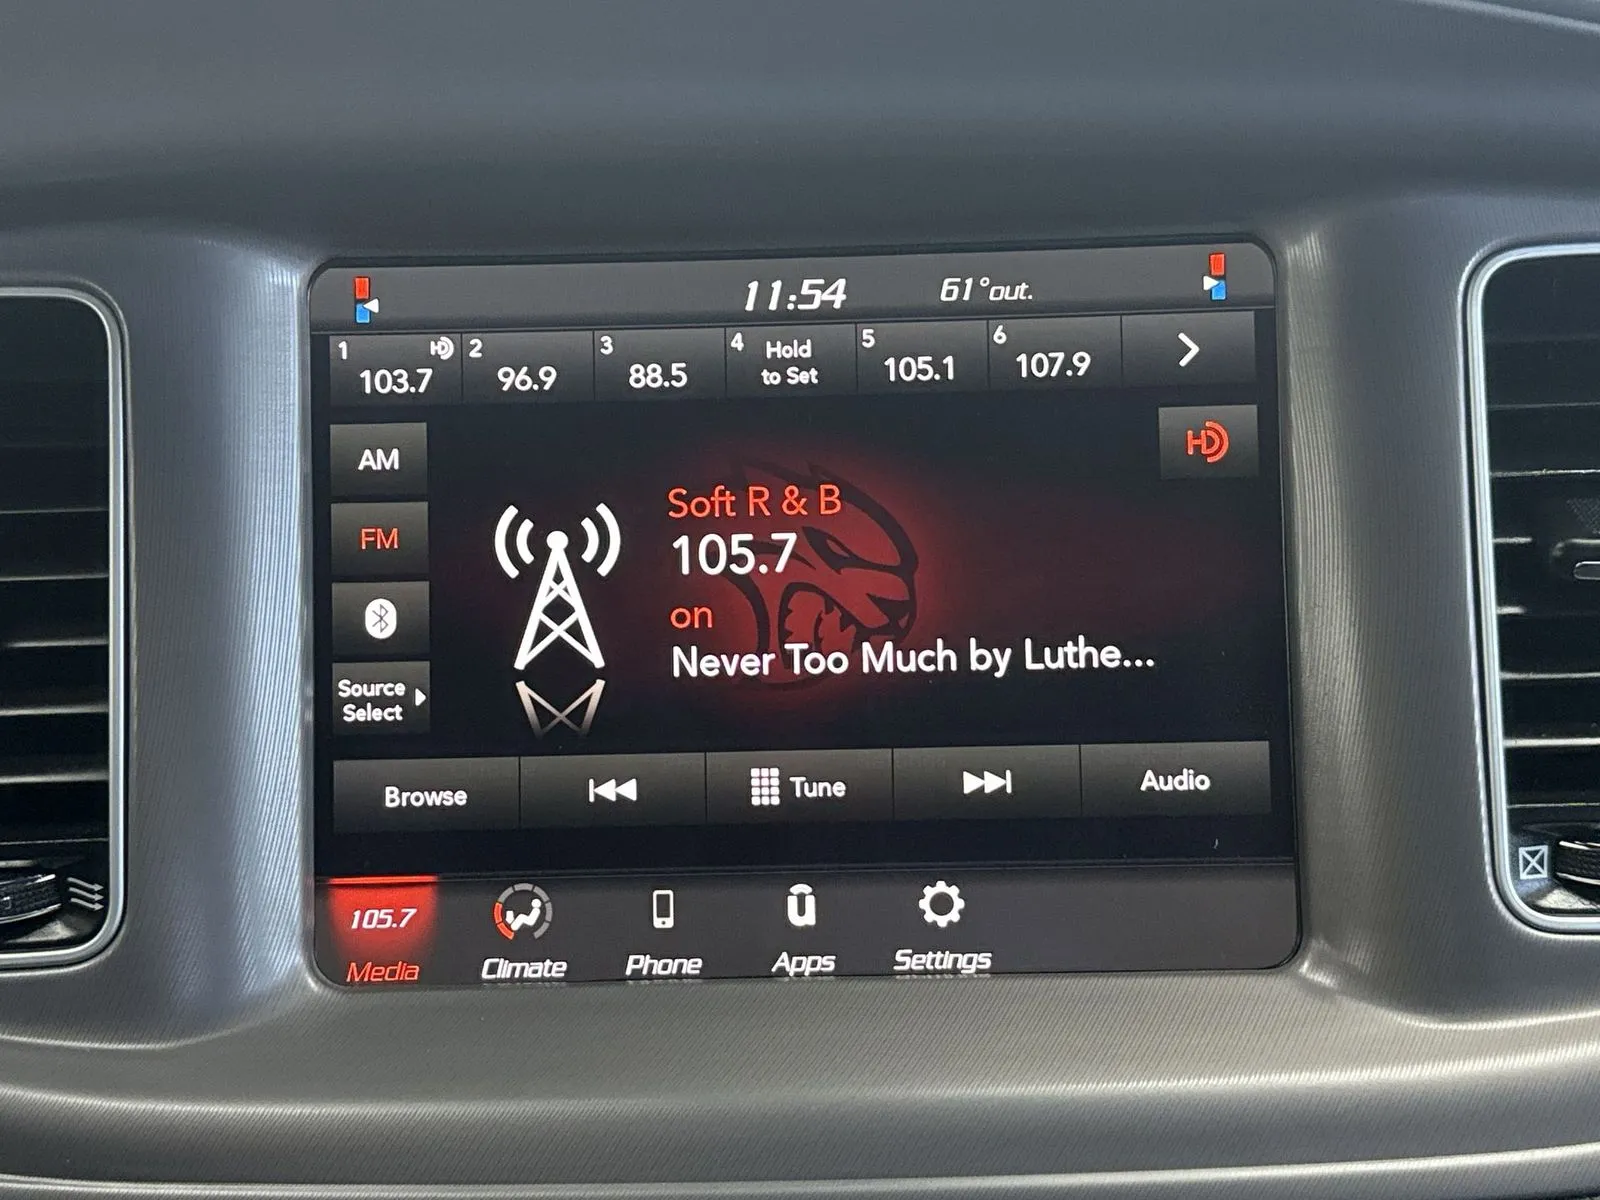 11:54 61°out.
1 HD 103.7
2 96.9
3 88.5
4 Hold
to Set
5 105.1
6 107.9
HD
AM
FM
Source
Select
Soft R & B
105.7
on
Never Too Much by Luthe...
Browse
Tune
Audio
105.7
Media
Climate
Phone
Apps
Settings